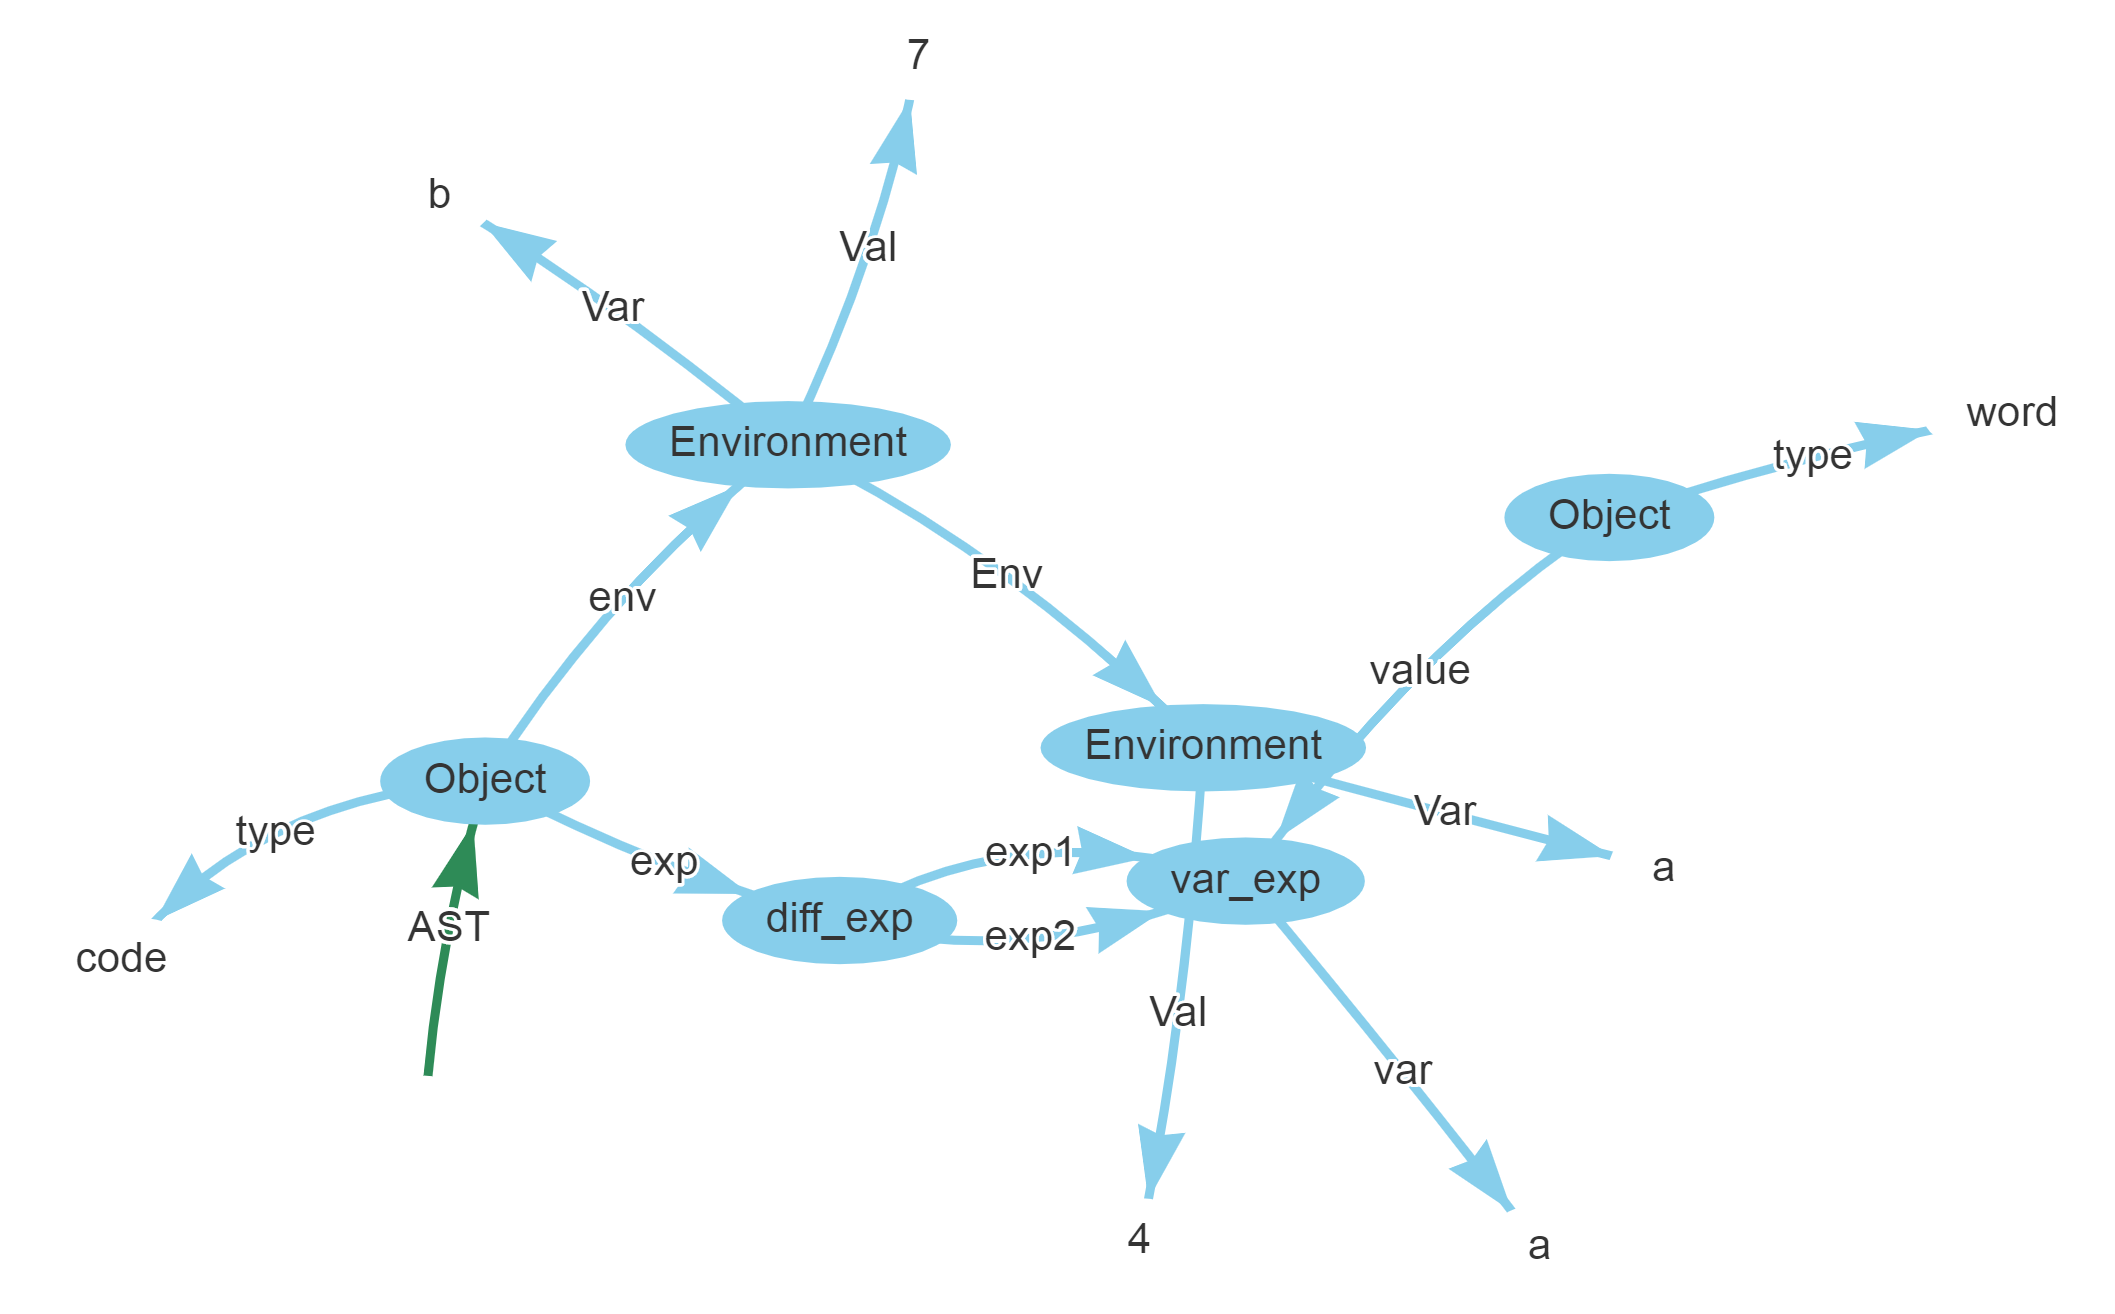 7
b
Val
Var
word
Environment
type
Object
Env
env
value
Environment
Object
Var
type
exp1
exp
a
var_exp
diff_exp
AST
exp2
code
Val
var
4
a